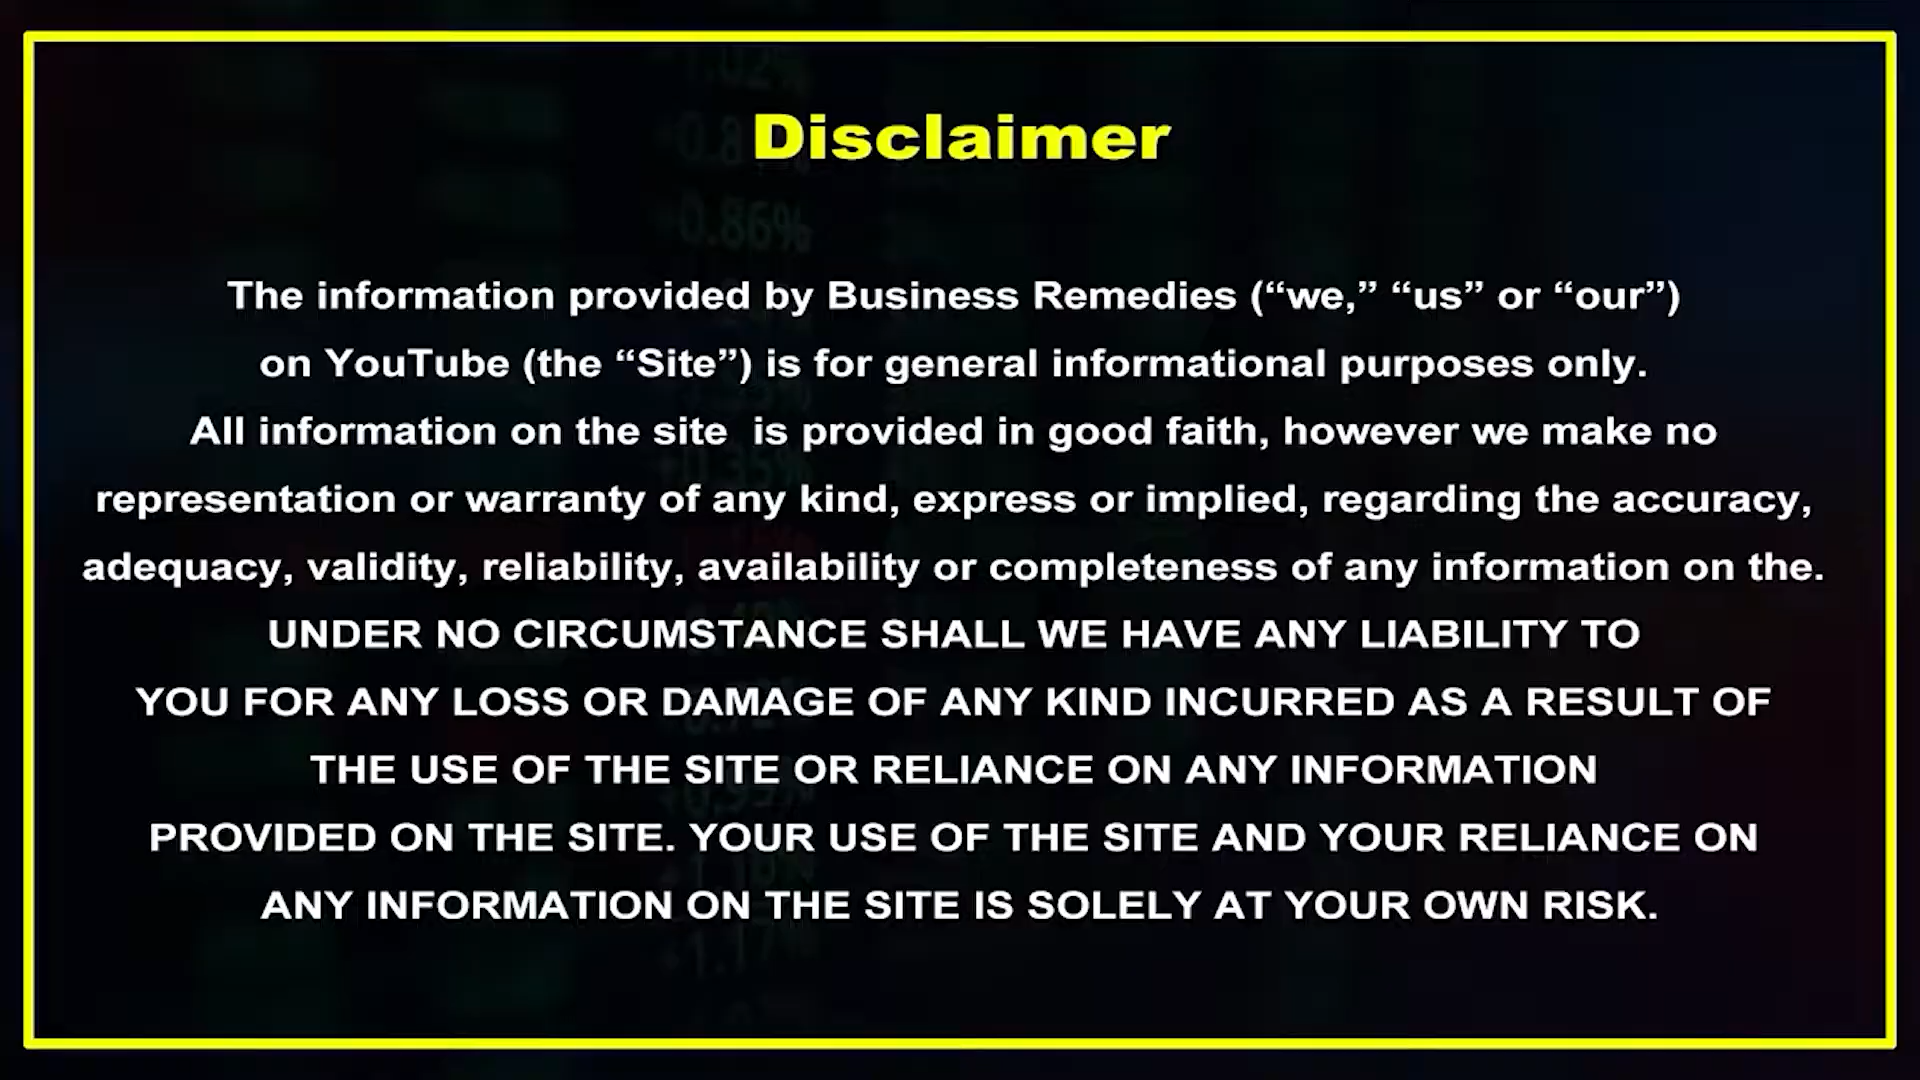 Disclaimer
The information provided by Business Remedies (“we,” “us” or “our”)
on YouTube (the “Site”) is for general informational purposes only.
All information on the site  is provided in good faith, however we make no
representation or warranty of any kind, express or implied, regarding the accuracy,
adequacy, validity, reliability, availability or completeness of any information on the.
UNDER NO CIRCUMSTANCE SHALL WE HAVE ANY LIABILITY TO
YOU FOR ANY LOSS OR DAMAGE OF ANY KIND INCURRED AS A RESULT OF
THE USE OF THE SITE OR RELIANCE ON ANY INFORMATION
PROVIDED ON THE SITE. YOUR USE OF THE SITE AND YOUR RELIANCE ON
ANY INFORMATION ON THE SITE IS SOLELY AT YOUR OWN RISK.